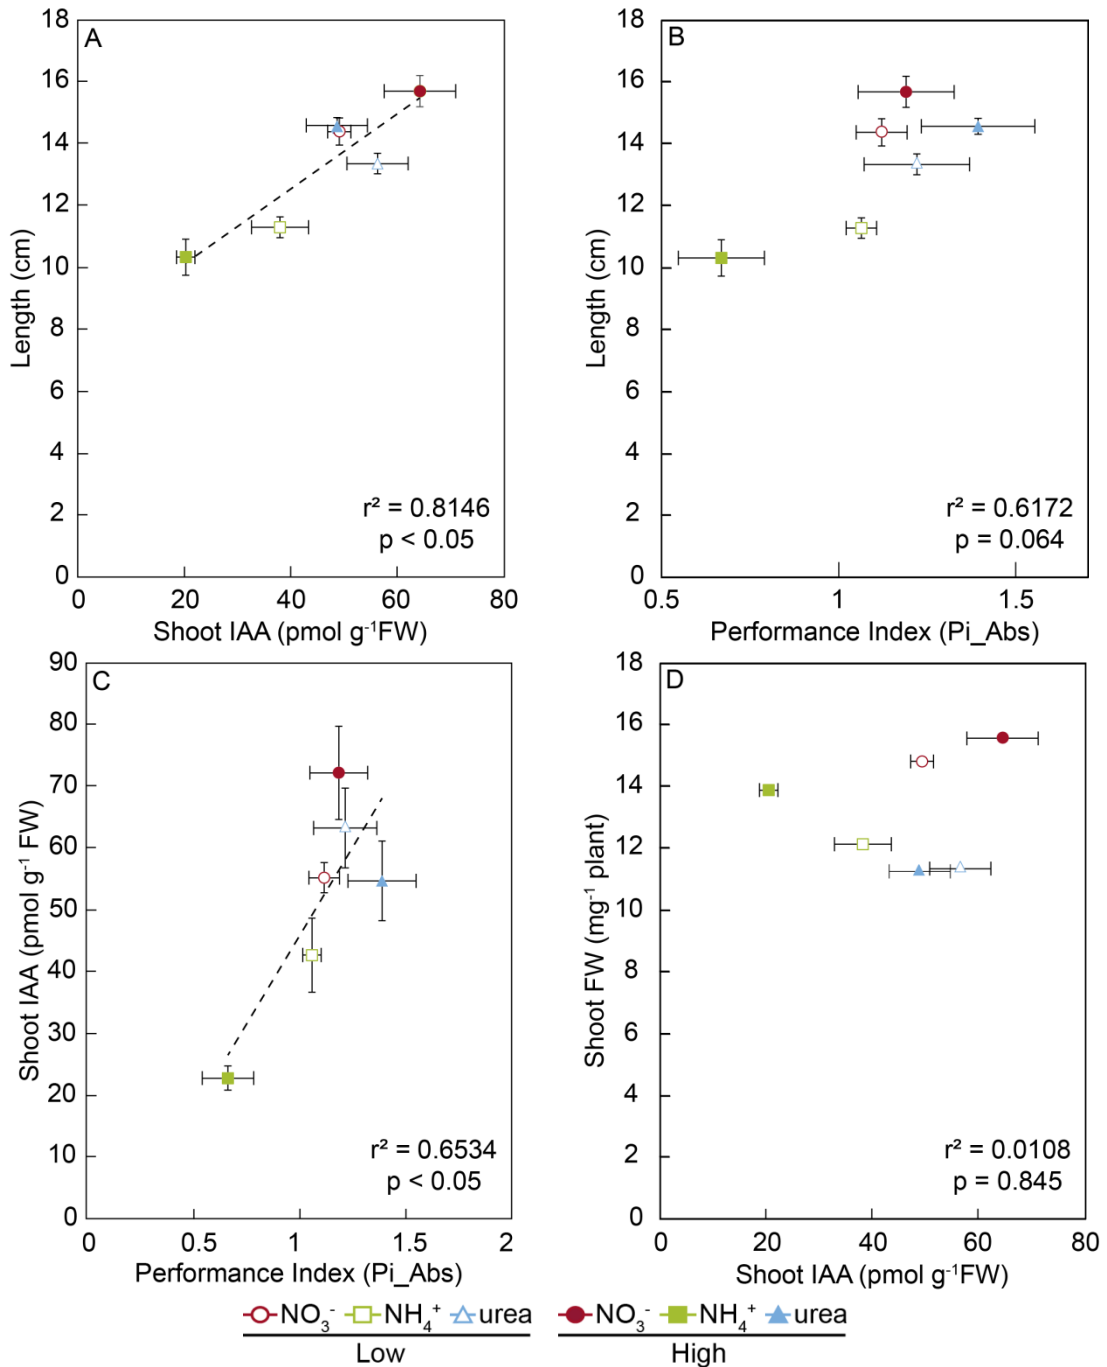 A
18
16
14
12
10
8
6
4
2
0
Length (cm)
20
40
60
80
Shoot IAA (pmol g⁻¹FW)
r² = 0.8146
p < 0.05
B
18
16
14
12
10
8
6
4
2
0
Length (cm)
0.5
1
1.5
Performance Index (Pi_Abs)
r² = 0.6172
p = 0.064
C
90
80
70
60
50
40
30
20
10
0
Shoot IAA (pmol g⁻¹ FW)
0
0.5
1
1.5
2
Performance Index (Pi_Abs)
r² = 0.6534
p < 0.05
D
18
16
14
12
10
8
6
4
2
0
Shoot FW (mg⁻¹ plant)
0
20
40
60
80
Shoot IAA (pmol g⁻¹FW)
r² = 0.0108
p = 0.845
NO₃⁻ NH₄⁺ urea NO₃⁻ NH₄⁺ urea
Low High